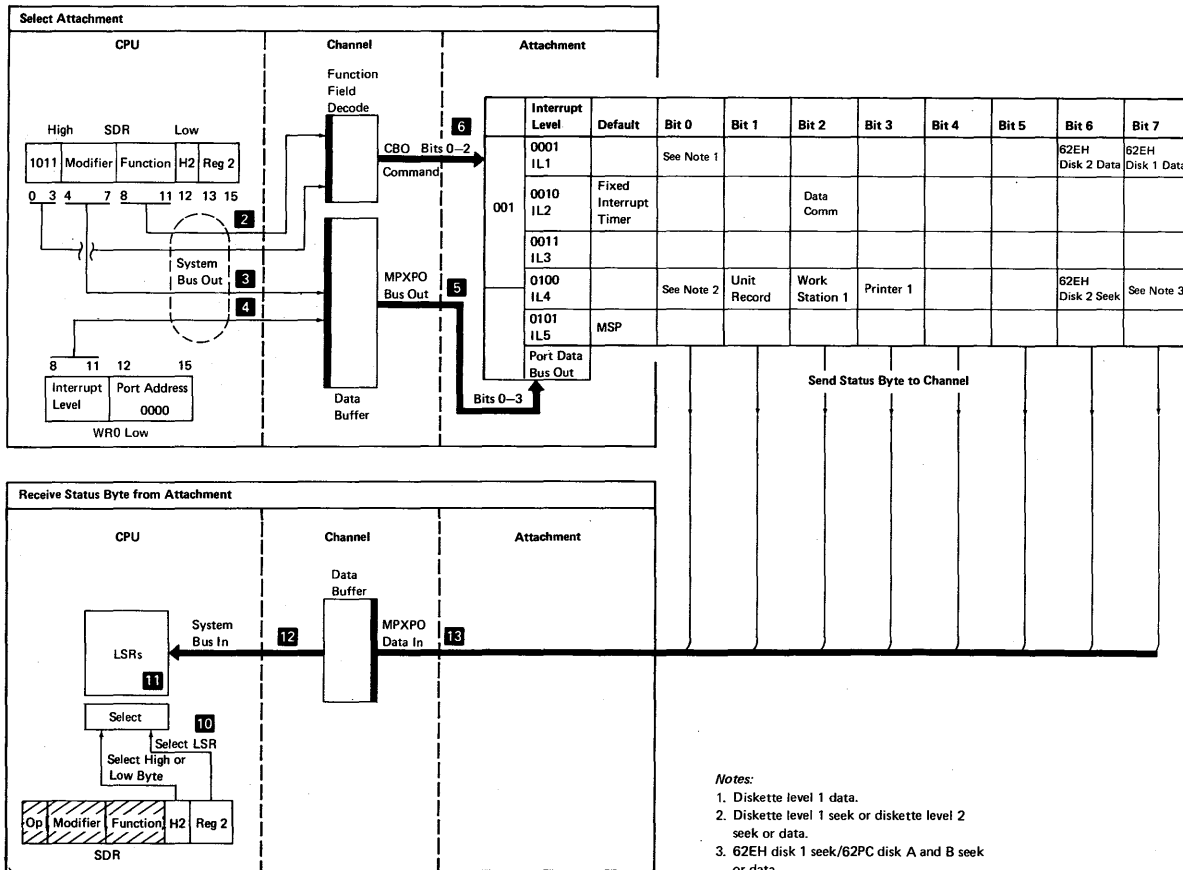 Select Attachment
CPU
Channel
Attachment
Function
Field
Decode
High SDR Low
1011 Modifier Function H2 Reg 2
0 3 4 7 8 11 12 13 15
2
CBO Bits 0–2
Command
6
System
Bus Out
3
4
MPXPO
Bus Out
5
8 11 12 15
Interrupt
Level
Port Address
0000
WR0 Low
Data
Buffer
Bits 0–3
Interrupt
Level
Default Bit 0 Bit 1 Bit 2 Bit 3 Bit 4 Bit 5 Bit 6 Bit 7
001
0001
IL1
See Note 1
62EH
Disk 2 Data
62EH
Disk 1 Data
0010
IL2
Fixed
Interrupt
Timer
Data
Comm
0011
IL3
0100
IL4
See Note 2
Unit
Record
Work
Station 1
Printer 1
62EH
Disk 2 Seek
See Note 3
0101
IL5
MSP
Port Data
Bus Out
Send Status Byte to Channel
Receive Status Byte from Attachment
CPU
Channel
Attachment
Data
Buffer
System
Bus In
12
MPXPO
Data In
13
LSRs
11
Select
10
Select LSR
Select High or
Low Byte
Op Modifier Function H2 Reg 2
SDR
Notes:
1. Diskette level 1 data.
2. Diskette level 1 seek or diskette level 2
seek or data.
3. 62EH disk 1 seek/62PC disk A and B seek
or data.